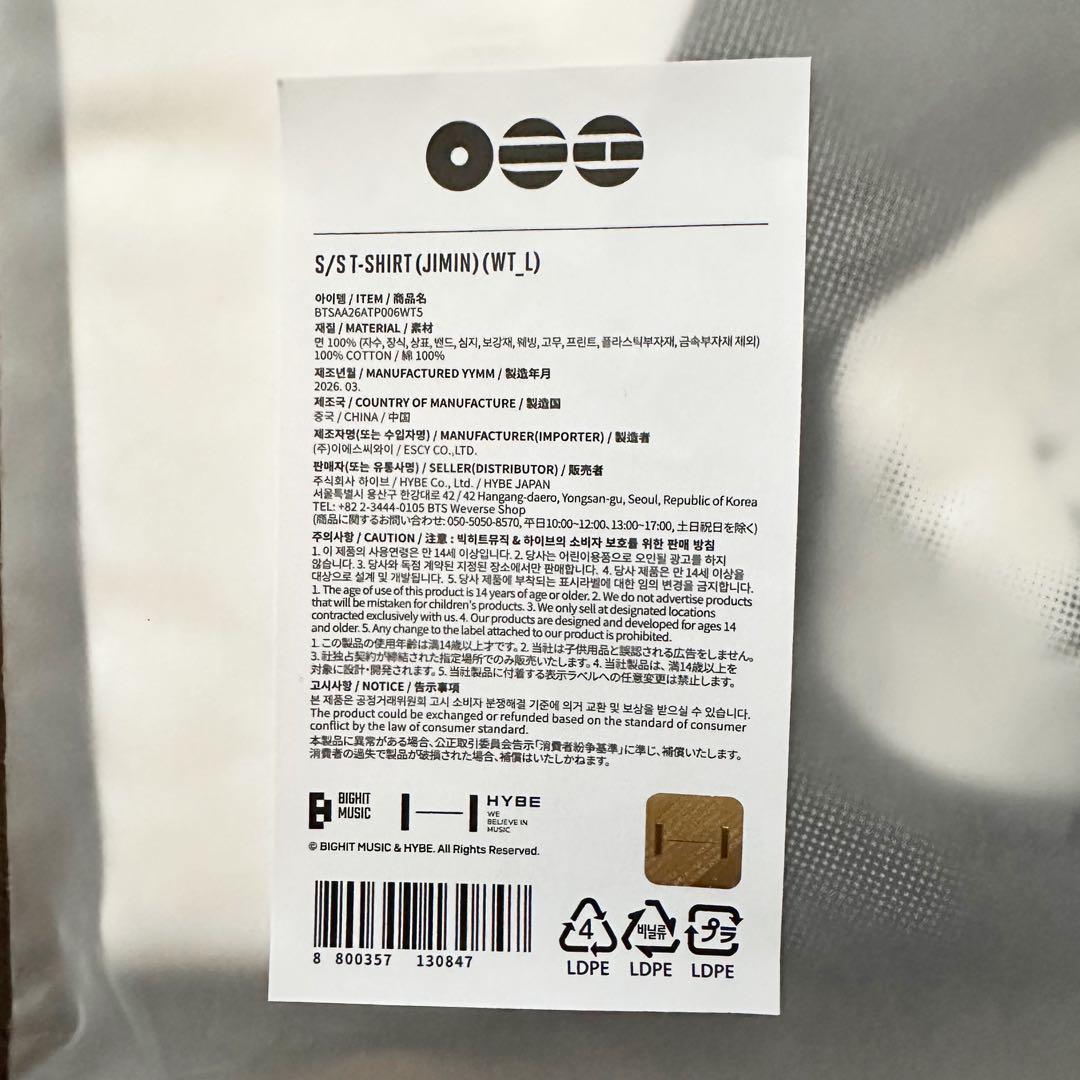 S/S T-SHIRT (JIMIN) (WT_L)
아이템 / ITEM / 商品名
BTSAA26ATP006WT5
재질 / MATERIAL / 素材
면 100% (자수, 장식, 상표, 밴드, 심지, 보강재, 웨빙, 고무, 프린트, 플라스틱부자재, 금속부자재 제외)
100% COTTON / 綿 100%
제조년월 / MANUFACTURED YYMM / 製造年月
2026. 03.
제조국 / COUNTRY OF MANUFACTURE / 製造国
중국 / CHINA / 中国
제조자명(또는 수입자명) / MANUFACTURER(IMPORTER) / 製造者
(주)이에스씨와이 / ESCY CO.,LTD.
판매자(또는 유통사명) / SELLER(DISTRIBUTOR) / 販売者
주식회사 하이브 / HYBE Co., Ltd. / HYBE JAPAN
서울특별시 용산구 한강대로 42 / 42 Hangang-daero, Yongsan-gu, Seoul, Republic of Korea
TEL: +82 2-3444-0105 BTS Weverse Shop
(商品に関するお問い合わせ: 050-5050-8570, 平日10:00~12:00、13:00~17:00, 土日祝日を除く)
주의사항 / CAUTION / 注意 : 빅히트뮤직 & 하이브의 소비자 보호를 위한 판매 방침
1. 이 제품의 사용연령은 만 14세 이상입니다. 2. 당사는 어린이용품으로 오인될 광고를 하지
않습니다. 3. 당사와 독점 계약된 지정된 장소에서만 판매합니다. 4. 당사 제품은 만 14세 이상을
대상으로 설계 및 개발됩니다. 5. 당사 제품에 부착되는 표시라벨에 대한 임의 변경을 금지합니다.
1. The age of use of this product is 14 years of age or older. 2. We do not advertise products
that will be mistaken for children's products. 3. We only sell at designated locations
contracted exclusively with us. 4. Our products are designed and developed for ages 14
and older. 5. Any change to the label attached to our product is prohibited.
1. この製品の使用年齢は満14歳以上才です。2. 当社は子供用品と誤認される広告をしません。
3. 社独占契約が締結された指定場所でのみ販売いたします。4. 当社製品は、満14歳以上を
対象に設計・開発されます。5. 当社製品に付着する表示ラベルへの任意変更は禁止します。
고시사항 / NOTICE / 告示事項
본 제품은 공정거래위원회 고시 소비자 분쟁해결 기준에 의거 교환 및 보상을 받으실 수 있습니다.
The product could be exchanged or refunded based on the standard of consumer
conflict by the law of consumer standard.
本製品に異常がある場合、公正取引委員会告示「消費者紛争基準」に準じ、補償いたします。
消費者の過失で製品が破損された場合、補償はいたしかねます。
BIGHIT
MUSIC
HYBE
WE
BELIEVE IN
MUSIC
© BIGHIT MUSIC & HYBE. All Rights Reserved.
8 800357 130847
4
LDPE
비닐류
LDPE
プラ
LDPE